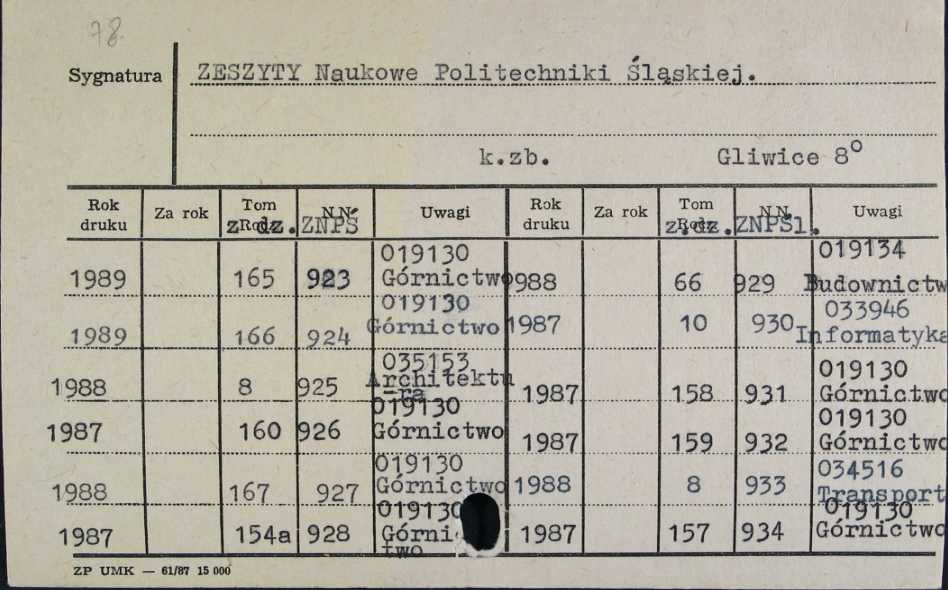 78.
Sygnatura ZESZYTY Naukowe Politechniki Śląskiej.
k.zb. Gliwice 8°
Rok druku Za rok Tom z.dz. N.N. ZNPŚ Uwagi Rok druku Za rok Tom z.dz. N.N. ZNPŚl. Uwagi
1989 165 923 019130 Górnictwo 1988 66 929 019134 Budownictw
1989 166 924 019130 Górnictwo 1987 10 930 033946 Informatyka
1988 8 925 035153 Architektu-ra 1987 158 931 019130 Górnictwo
1987 160 926 019130 Górnictwo 1987 159 932 019130 Górnictwo
1988 167 927 019130 Górnictwo 1988 8 933 034516 Transport
1987 154a 928 019130 Górnictwo 1987 157 934 019130 Górnictwo
ZP UMK — 61/87 15 000